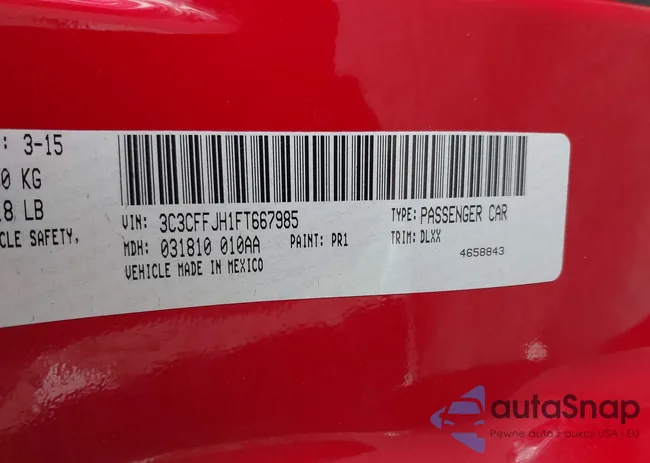 : 3-15
0 KG
8 LB
CLE SAFETY,
VIN: 3C3CFFJH1FT667985
TYPE: PASSENGER CAR
MDH: 031810 010AA
PAINT: PR1
TRIM: DLXX
VEHICLE MADE IN MEXICO
4658843
autaSnap
Pewne auta z aukcji USA - EU